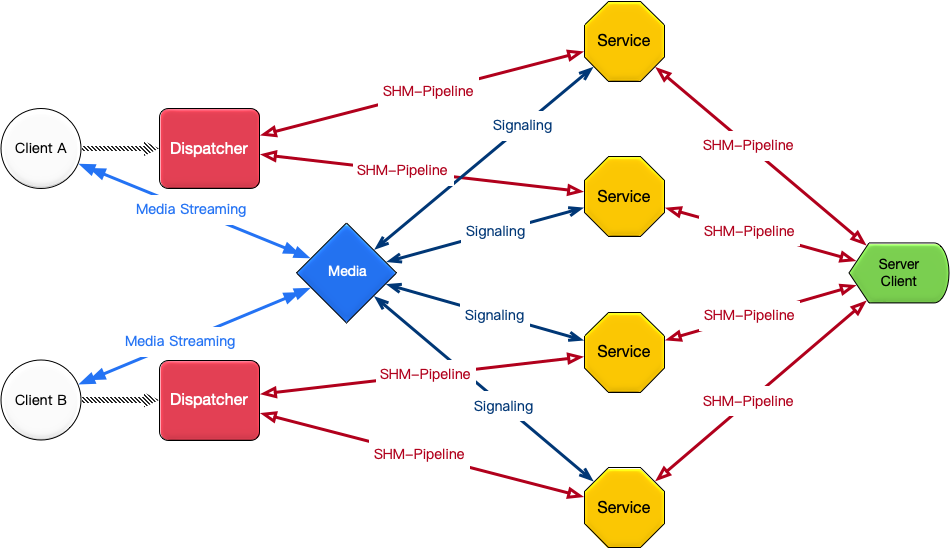 Service
SHM-Pipeline
Signaling
Client A
Dispatcher
SHM-Pipeline
SHM-Pipeline
Service
Media Streaming
Signaling
SHM-Pipeline
Media
Server
Client
Signaling
SHM-Pipeline
Media Streaming
Service
SHM-Pipeline
Client B
Dispatcher
Signaling
SHM-Pipeline
SHM-Pipeline
Service